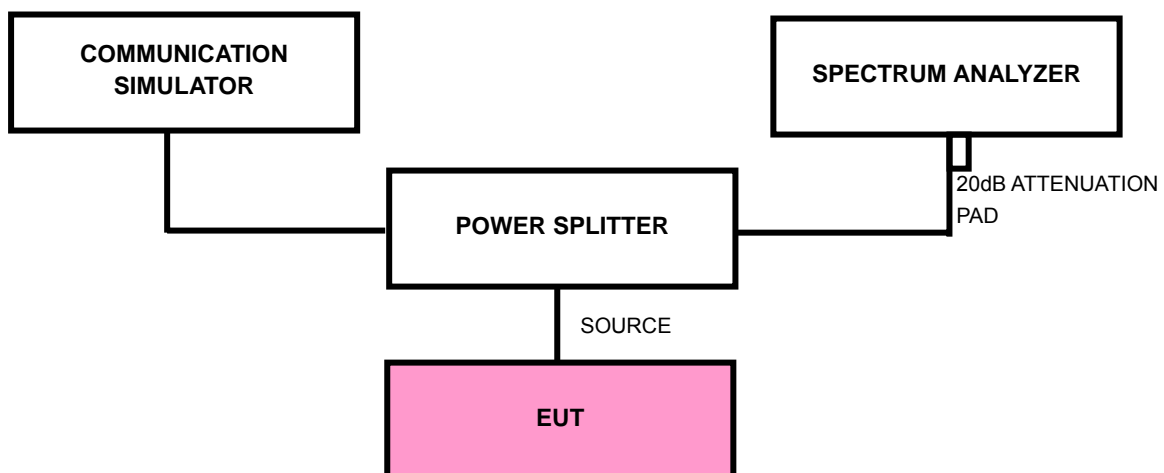 COMMUNICATION
SIMULATOR
SPECTRUM ANALYZER
20dB ATTENUATION
PAD
POWER SPLITTER
SOURCE
EUT